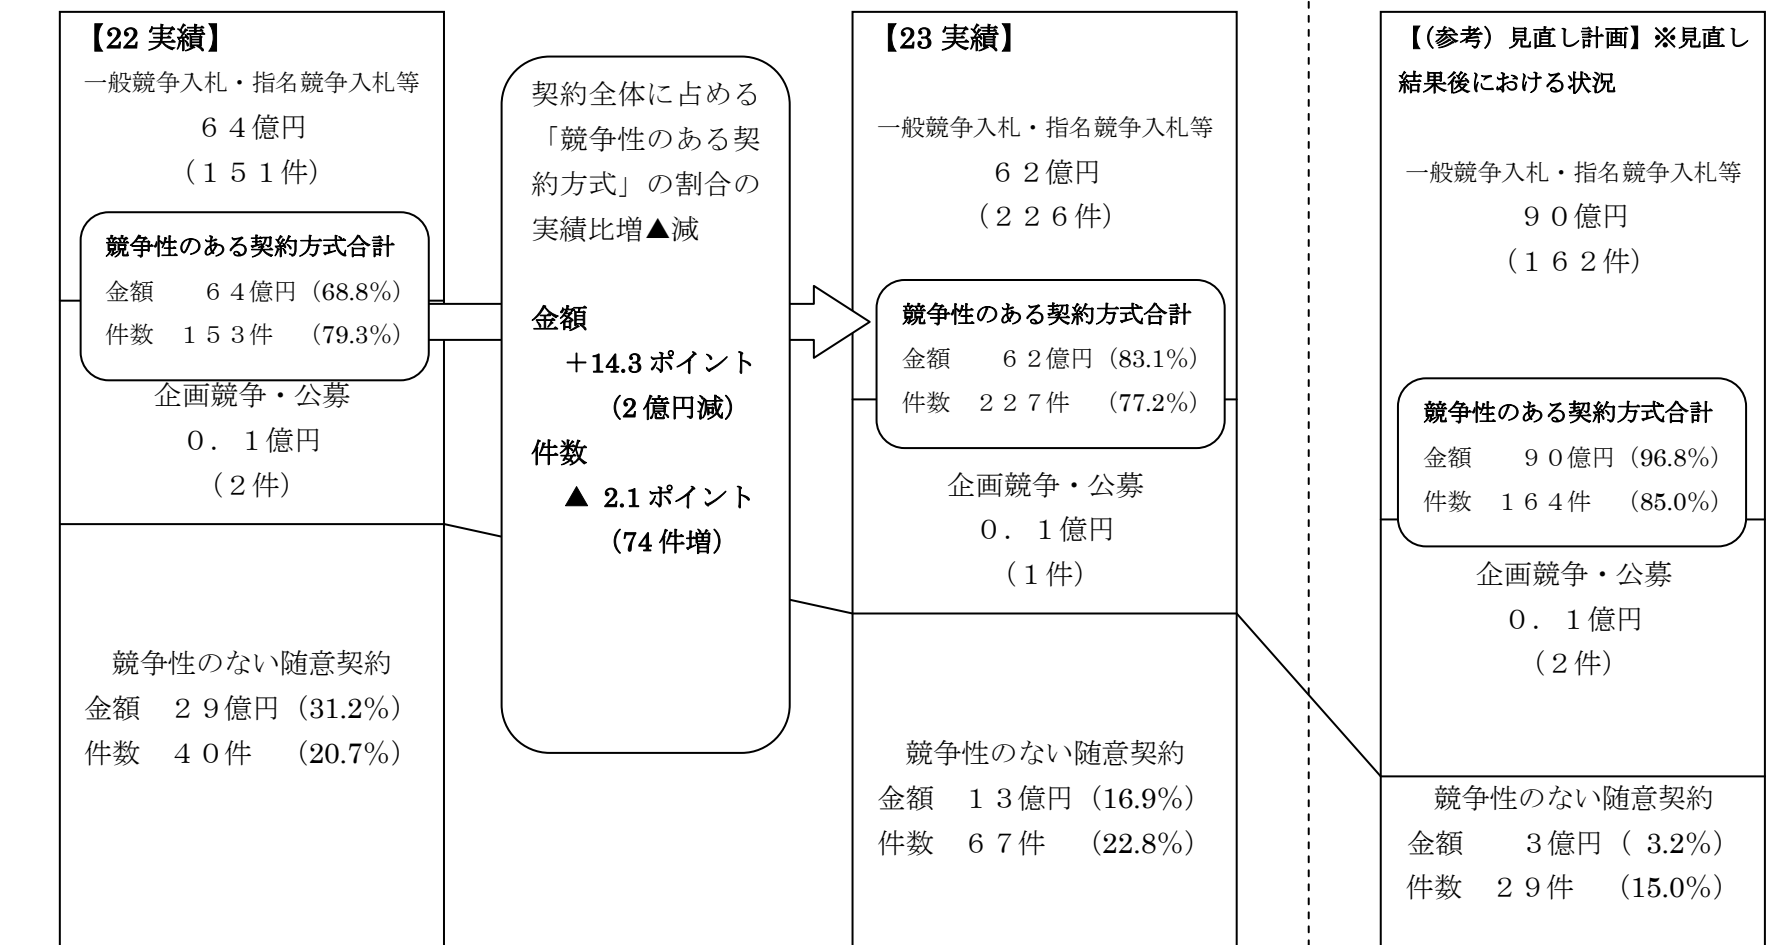 【22 実績】
一般競争入札・指名競争入札等
６４億円
（１５１件）
競争性のある契約方式合計
金額　　６４億円（68.8%）
件数　１５３件　（79.3%）
企画競争・公募
０．１億円
（２件）
競争性のない随意契約
金額　２９億円（31.2%）
件数　４０件　（20.7%）
契約全体に占める
「競争性のある契
約方式」の割合の
実績比増▲減
金額
＋14.3 ポイント
（2 億円減）
件数
▲ 2.1 ポイント
（74 件増）
【23 実績】
一般競争入札・指名競争入札等
６２億円
（２２６件）
競争性のある契約方式合計
金額　　６２億円（83.1%）
件数　２２７件　（77.2%）
企画競争・公募
０．１億円
（１件）
競争性のない随意契約
金額　１３億円（16.9%）
件数　６７件　（22.8%）
【（参考）見直し計画】※見直し
結果後における状況
一般競争入札・指名競争入札等
９０億円
（１６２件）
競争性のある契約方式合計
金額　　９０億円（96.8%）
件数　１６４件　（85.0%）
企画競争・公募
０．１億円
（２件）
競争性のない随意契約
金額　　３億円（ 3.2%）
件数　２９件　（15.0%）